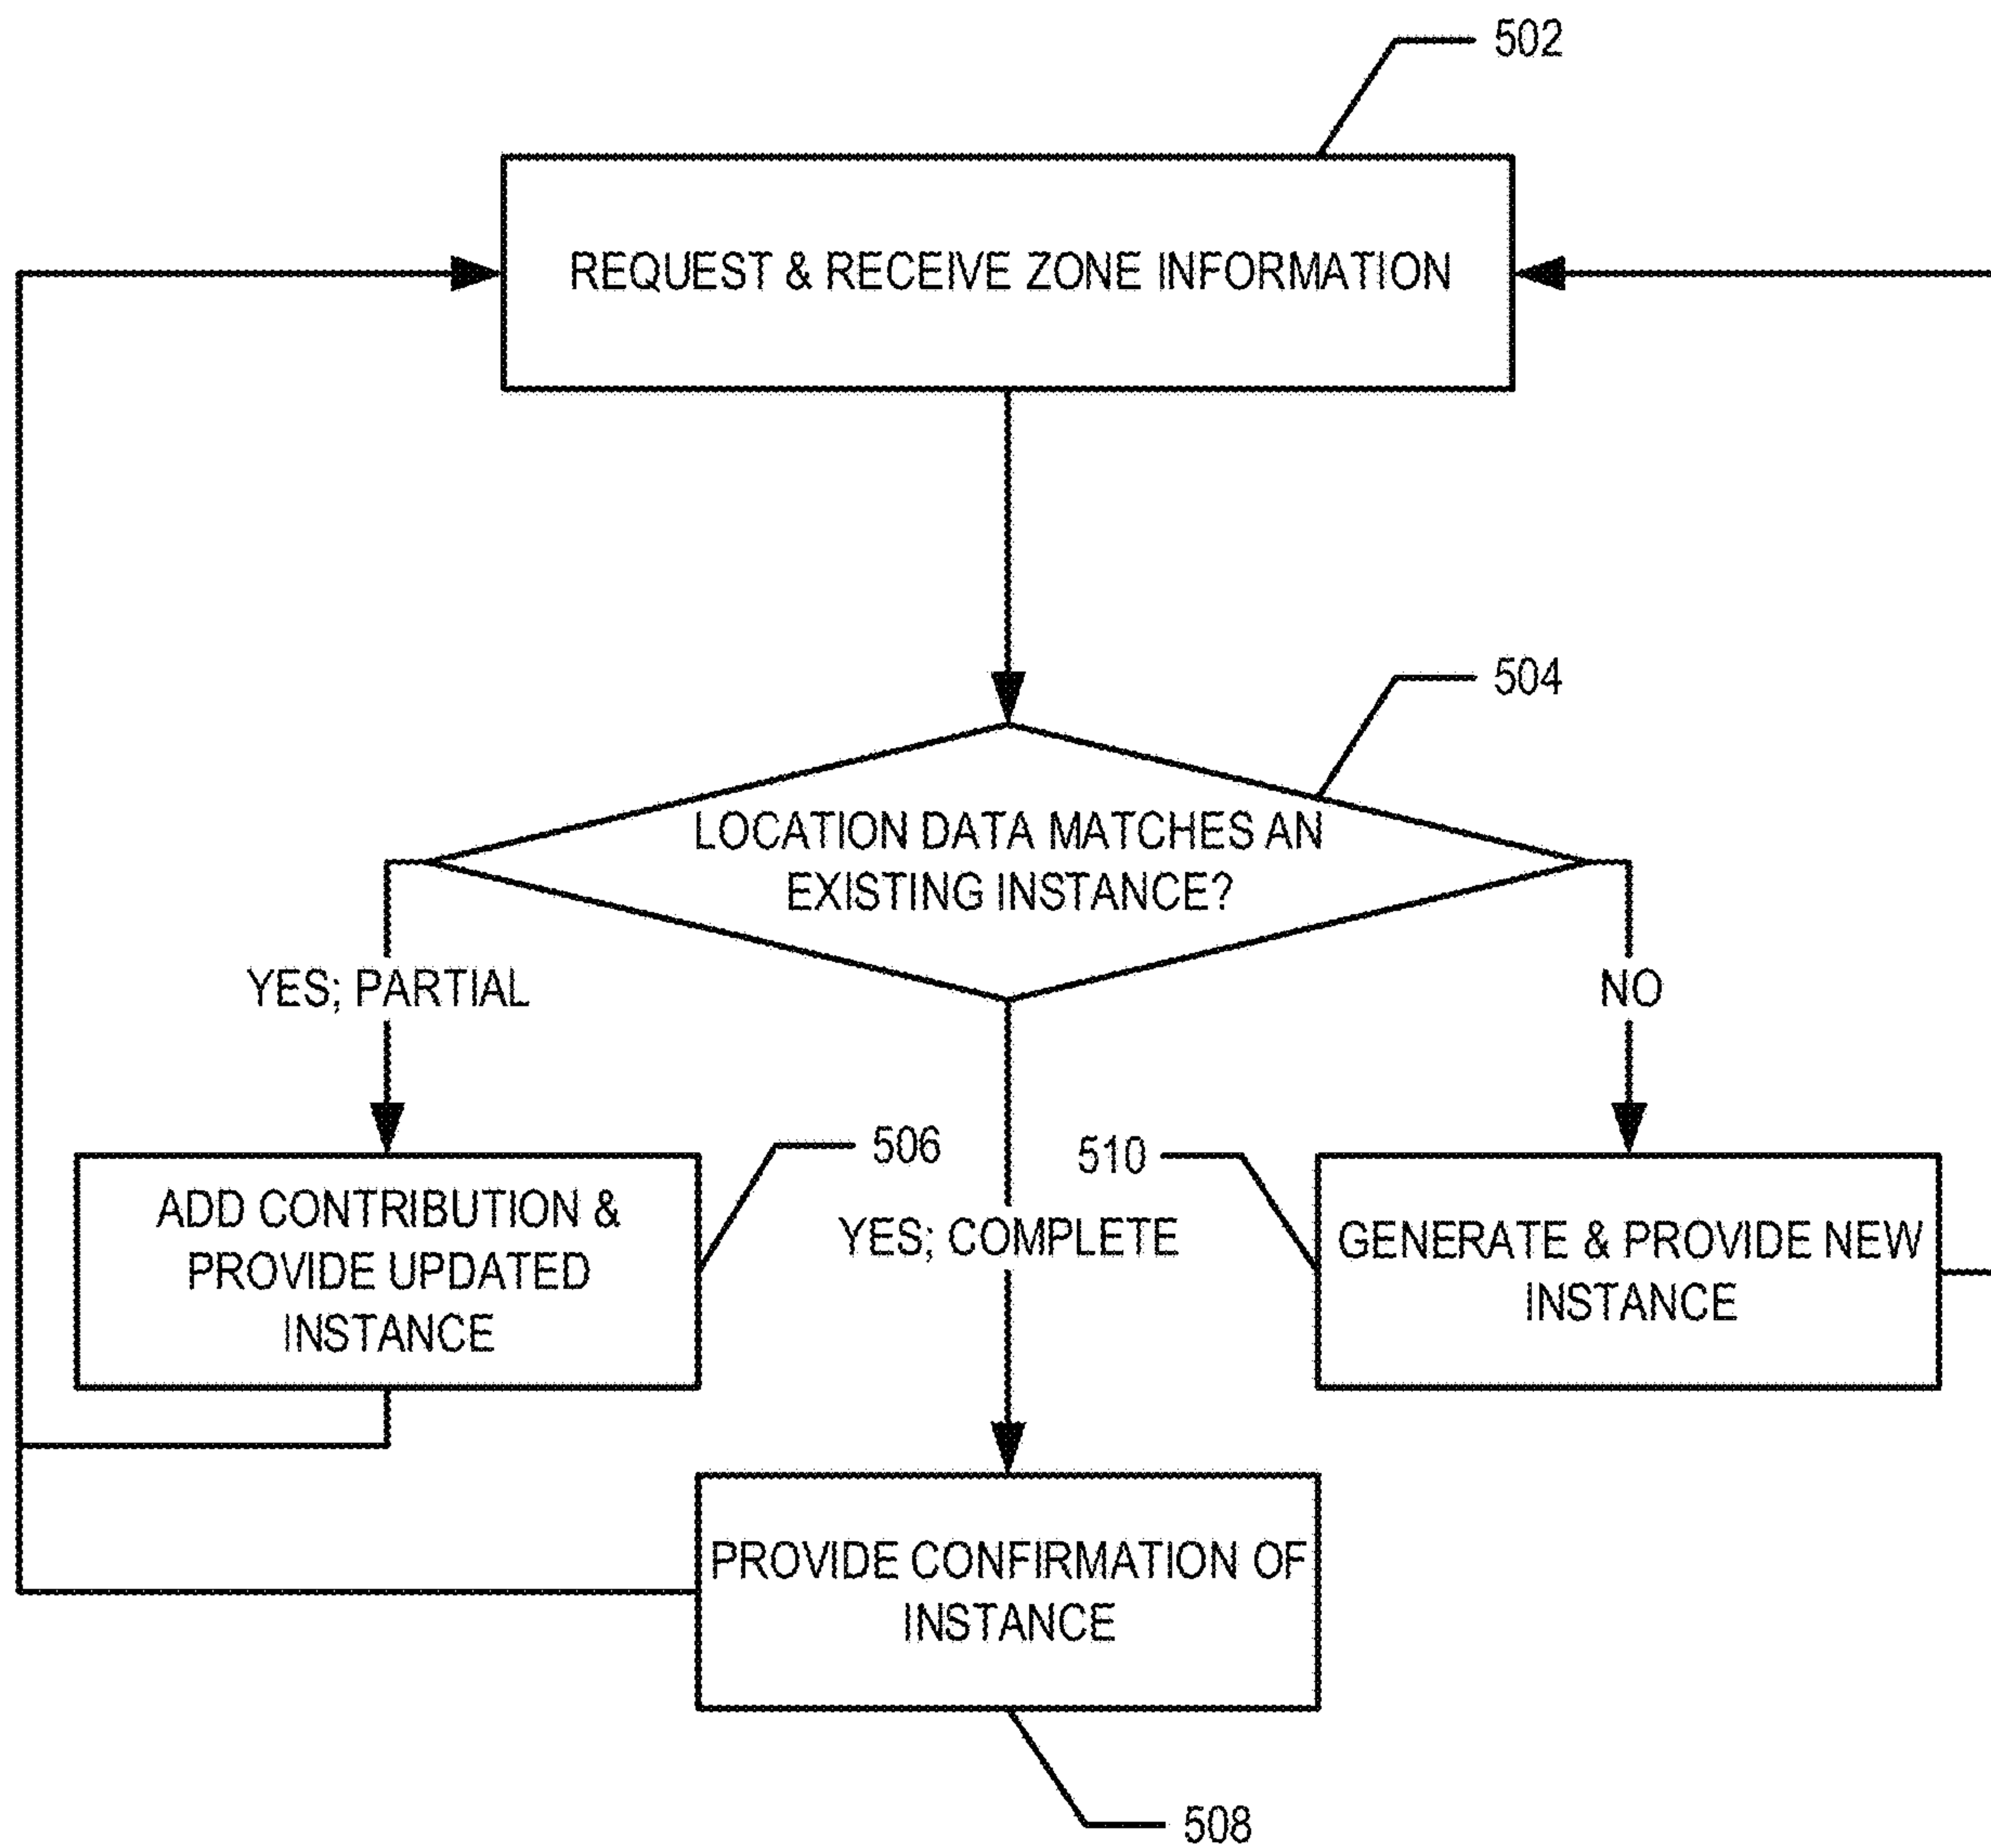 502
REQUEST & RECEIVE ZONE INFORMATION
504
LOCATION DATA MATCHES AN
EXISTING INSTANCE?
YES; PARTIAL
NO
506
510
ADD CONTRIBUTION &
PROVIDE UPDATED
INSTANCE
YES; COMPLETE
GENERATE & PROVIDE NEW
INSTANCE
PROVIDE CONFIRMATION OF
INSTANCE
508